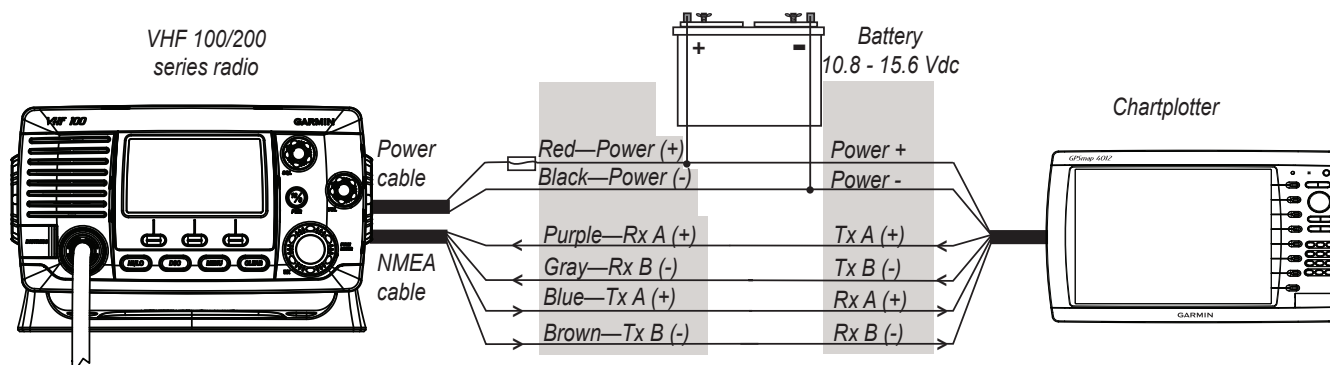 VHF 100/200
series radio
Battery
10.8 - 15.6 Vdc
Chartplotter
VHF 100
GARMIN
Power
cable
NMEA
cable
+
-
Red—Power (+)
Black—Power (-)
Purple—Rx A (+)
Gray—Rx B (-)
Blue—Tx A (+)
Brown—Tx B (-)
Power +
Power -
Tx A (+)
Tx B (-)
Rx A (+)
Rx B (-)
GPSmap 4012
GARMIN